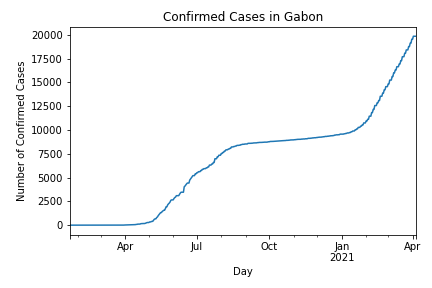 Confirmed Cases in Gabon
Number of Confirmed Cases
20000
17500
15000
12500
10000
7500
5000
2500
0
Apr Jul Oct Jan Apr
2021
Day